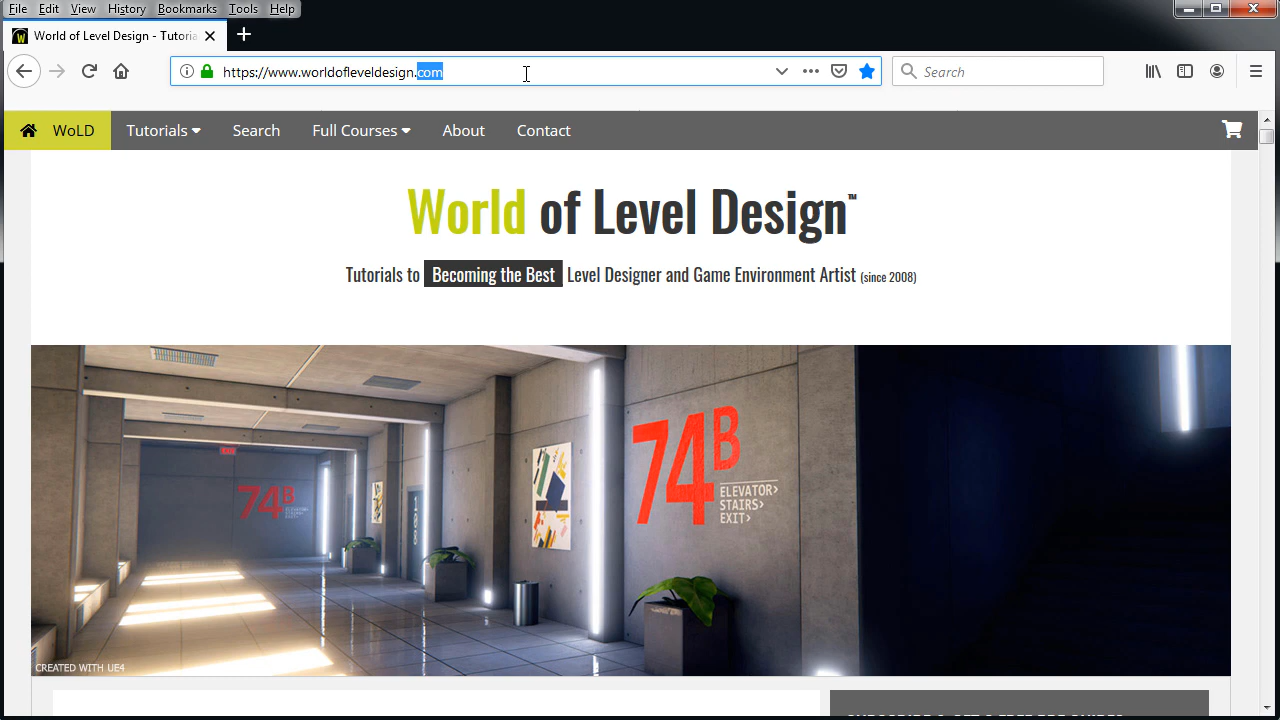 File Edit View History Bookmarks Tools Help
World of Level Design - Tutoria
https://www.worldofleveldesign.com
Search
WoLD Tutorials Search Full Courses About Contact
World of Level Design™
Tutorials to Becoming the Best Level Designer and Game Environment Artist (since 2008)
74B
ELEVATOR>
STAIRS>
EXIT>
EXIT
74B
CREATED WITH UE4